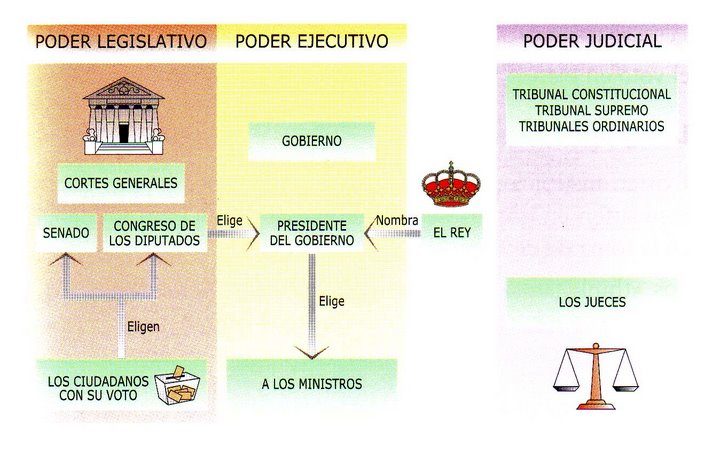 PODER LEGISLATIVO
PODER EJECUTIVO
PODER JUDICIAL
TRIBUNAL CONSTITUCIONAL
TRIBUNAL SUPREMO
TRIBUNALES ORDINARIOS
GOBIERNO
CORTES GENERALES
SENADO
CONGRESO DE
LOS DIPUTADOS
Elige
PRESIDENTE
DEL GOBIERNO
Nombra
EL REY
Elige
LOS JUECES
Eligen
LOS CIUDADANOS
CON SU VOTO
A LOS MINISTROS